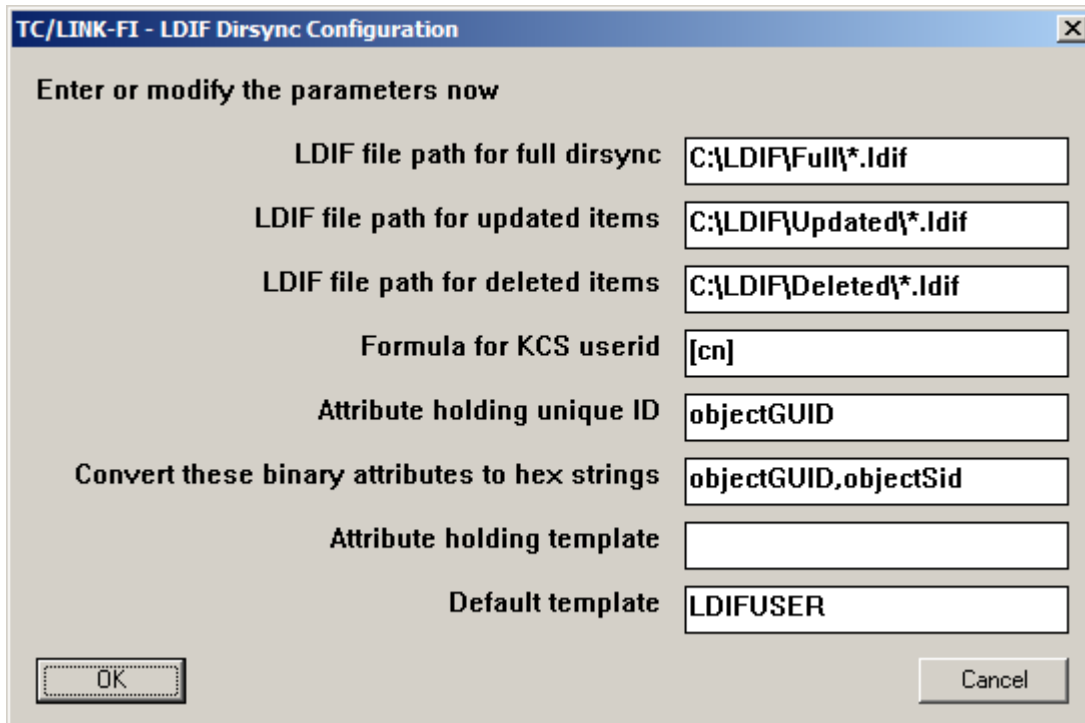 TC/LINK-FI - LDIF Dirsync Configuration
Enter or modify the parameters now
LDIF file path for full dirsync C:\LDIF\Full\*.ldif
LDIF file path for updated items C:\LDIF\Updated\*.ldif
LDIF file path for deleted items C:\LDIF\Deleted\*.ldif
Formula for KCS userid [cn]
Attribute holding unique ID objectGUID
Convert these binary attributes to hex strings objectGUID,objectSid
Attribute holding template
Default template LDIFUSER
OK Cancel